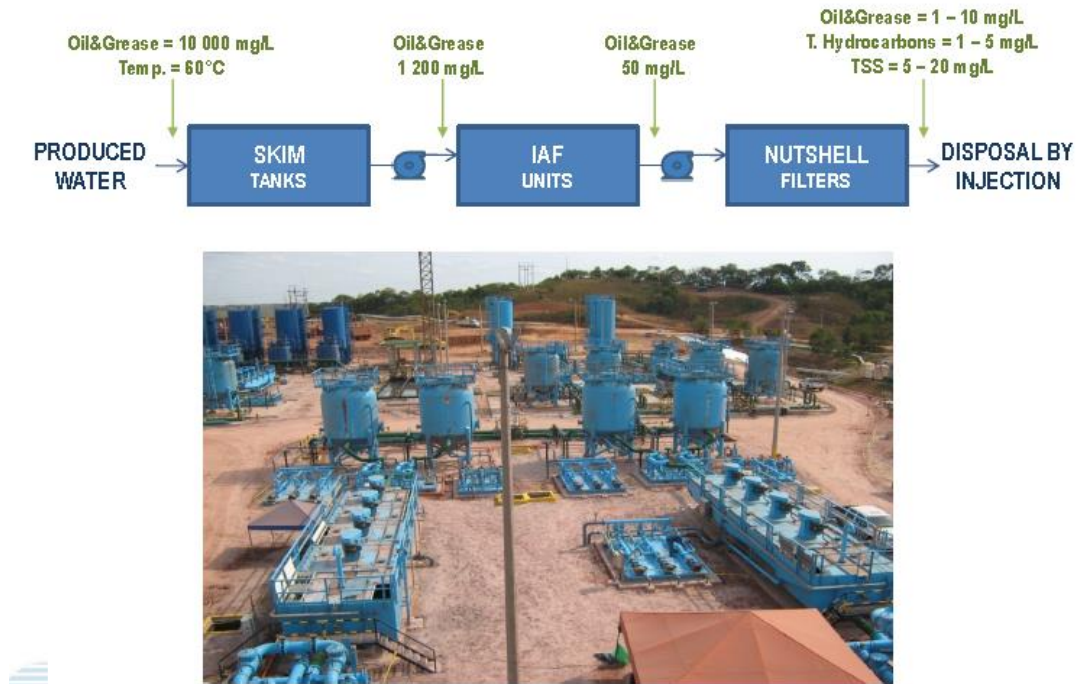 Oil&Grease = 10 000 mg/L
Temp. = 60°C
Oil&Grease
1 200 mg/L
Oil&Grease
50 mg/L
Oil&Grease = 1 – 10 mg/L
T. Hydrocarbons = 1 – 5 mg/L
TSS = 5 – 20 mg/L
PRODUCED
WATER
SKIM
TANKS
IAF
UNITS
NUTSHELL
FILTERS
DISPOSAL BY
INJECTION